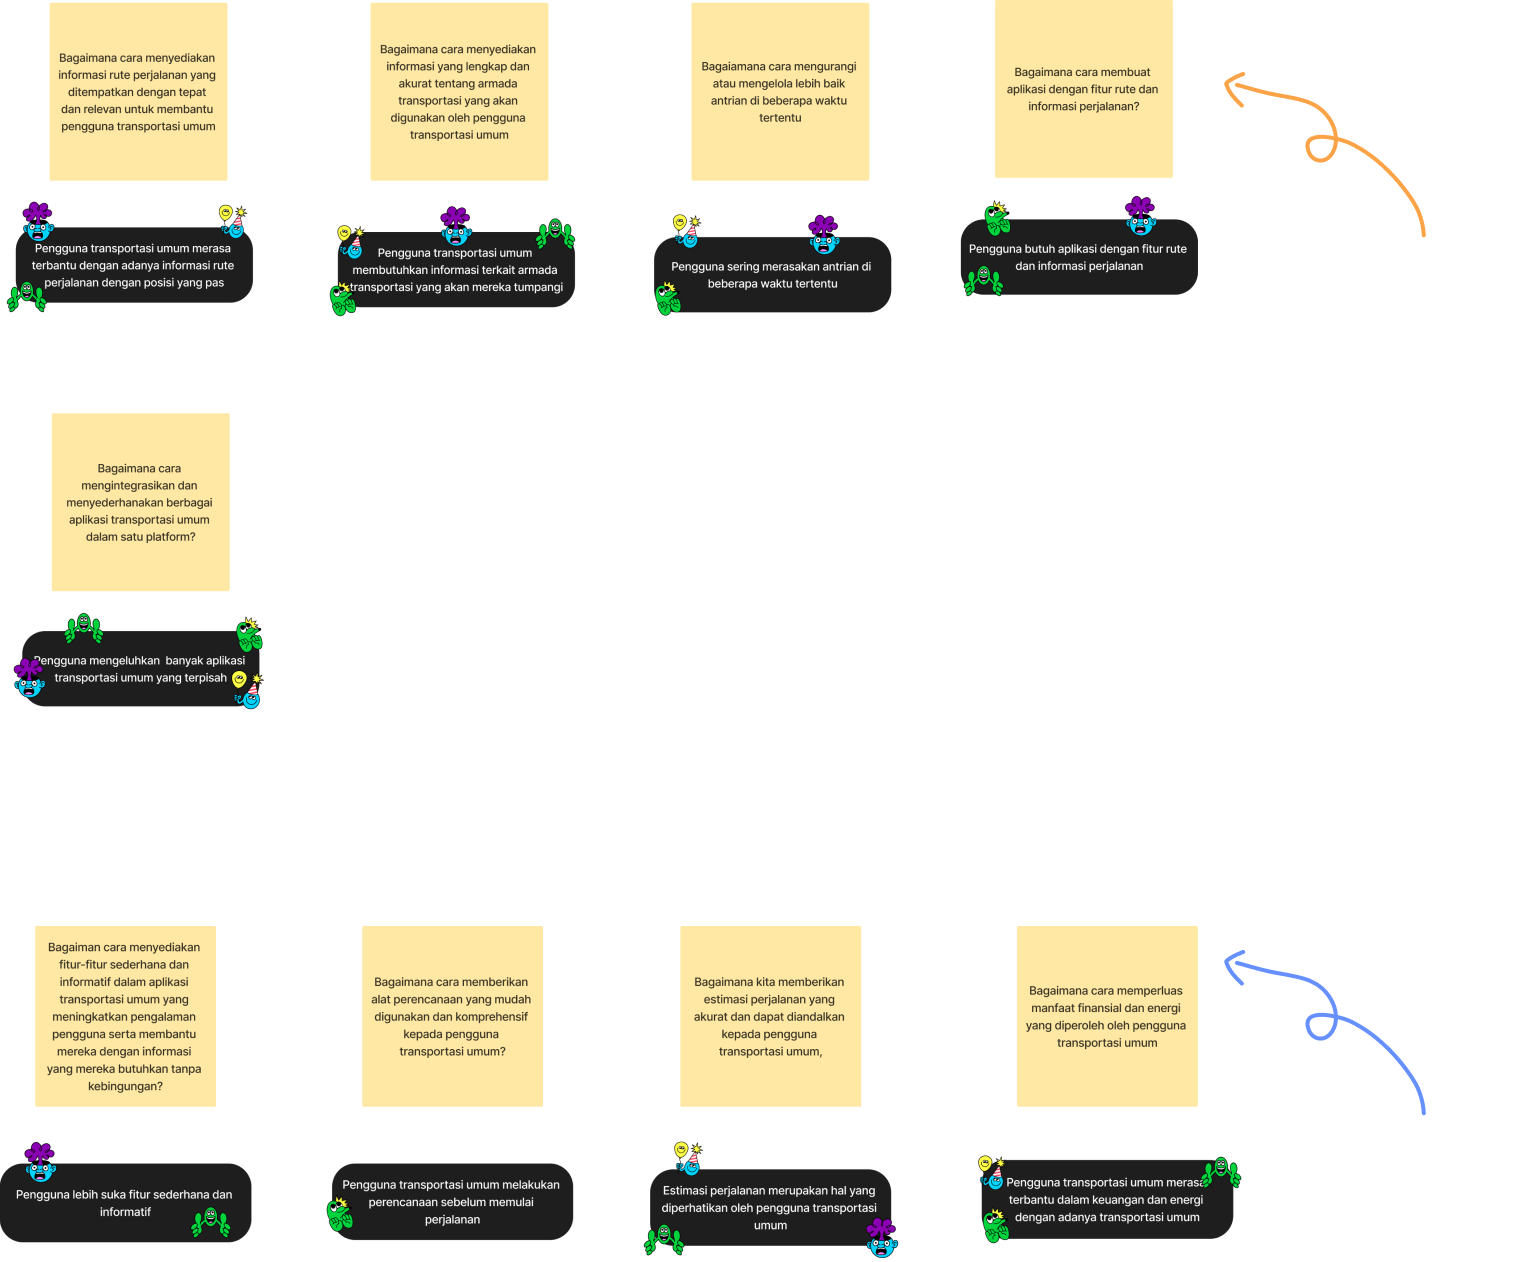 Bagaimana cara menyediakan
informasi rute perjalanan yang
ditempatkan dengan tepat
dan relevan untuk membantu
pengguna transportasi umum
Bagaimana cara menyediakan
informasi yang lengkap dan
akurat tentang armada
transportasi yang akan
digunakan oleh pengguna
transportasi umum
Bagaiamana cara mengurangi
atau mengelola lebih baik
antrian di beberapa waktu
tertentu
Bagaimana cara membuat
aplikasi dengan fitur rute dan
informasi perjalanan?
Pengguna transportasi umum merasa
terbantu dengan adanya informasi rute
perjalanan dengan posisi yang pas
Pengguna transportasi umum
membutuhkan informasi terkait armada
transportasi yang akan mereka tumpangi
Pengguna sering merasakan antrian di
beberapa waktu tertentu
Pengguna butuh aplikasi dengan fitur rute
dan informasi perjalanan
Bagaimana cara
mengintegrasikan dan
menyederhanakan berbagai
aplikasi transportasi umum
dalam satu platform?
Pengguna mengeluhkan  banyak aplikasi
transportasi umum yang terpisah
Bagaiman cara menyediakan
fitur-fitur sederhana dan
informatif dalam aplikasi
transportasi umum yang
meningkatkan pengalaman
pengguna serta membantu
mereka dengan informasi
yang mereka butuhkan tanpa
kebingungan?
Bagaimana cara memberikan
alat perencanaan yang mudah
digunakan dan komprehensif
kepada pengguna
transportasi umum?
Bagaimana kita memberikan
estimasi perjalanan yang
akurat dan dapat diandalkan
kepada pengguna
transportasi umum,
Bagaimana cara memperluas
manfaat finansial dan energi
yang diperoleh oleh pengguna
transportasi umum
Pengguna lebih suka fitur sederhana dan
informatif
Pengguna transportasi umum melakukan
perencanaan sebelum memulai
perjalanan
Estimasi perjalanan merupakan hal yang
diperhatikan oleh pengguna transportasi
umum
Pengguna transportasi umum merasa
terbantu dalam keuangan dan energi
dengan adanya transportasi umum